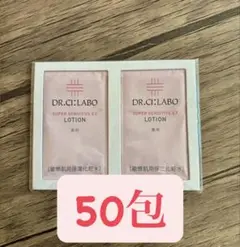 DR.CI:LABO
SUPER SENSITIVE EX
LOTION
DR.CI:LABO
SUPER SENSITIVE EX
LOTION
50包